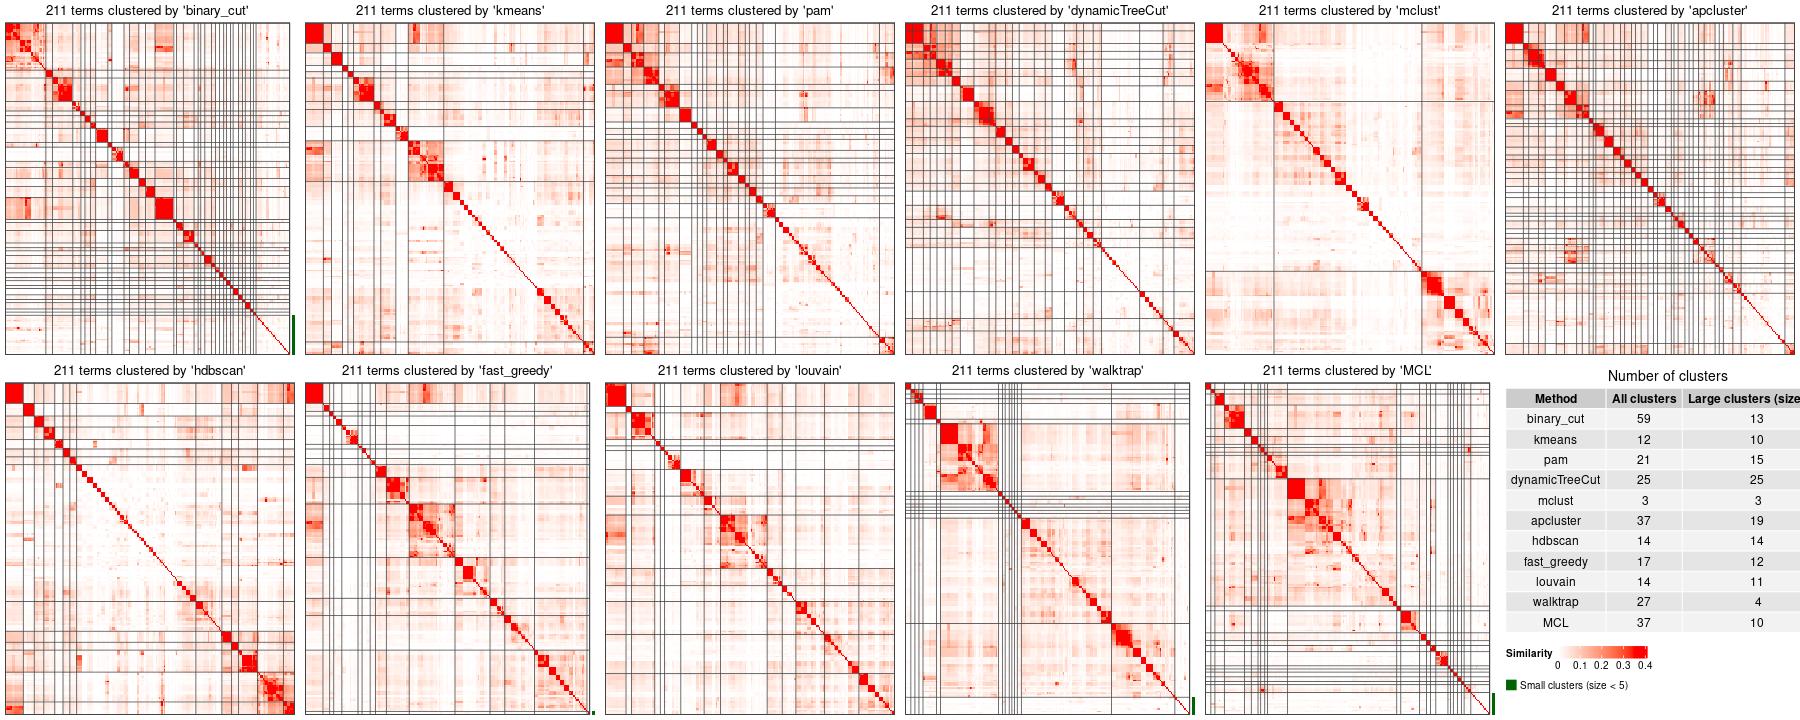 211 terms clustered by 'binary_cut'
211 terms clustered by 'kmeans'
211 terms clustered by 'pam'
211 terms clustered by 'dynamicTreeCut'
211 terms clustered by 'mclust'
211 terms clustered by 'apcluster'
211 terms clustered by 'hdbscan'
211 terms clustered by 'fast_greedy'
211 terms clustered by 'louvain'
211 terms clustered by 'walktrap'
211 terms clustered by 'MCL'
Number of clusters
Method All clusters Large clusters (size
binary_cut 59 13
kmeans 12 10
pam 21 15
dynamicTreeCut 25 25
mclust 3 3
apcluster 37 19
hdbscan 14 14
fast_greedy 17 12
louvain 14 11
walktrap 27 4
MCL 37 10
Similarity
0 0.1 0.2 0.3 0.4
Small clusters (size < 5)